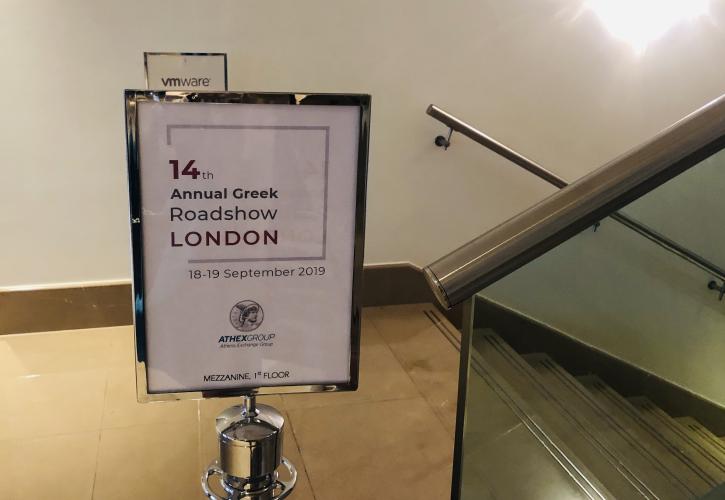 vmware
14th
Annual Greek
Roadshow
LONDON
18-19 September 2019
ATHEXGROUP
Athens Exchange Group
MEZZANINE, 1st FLOOR